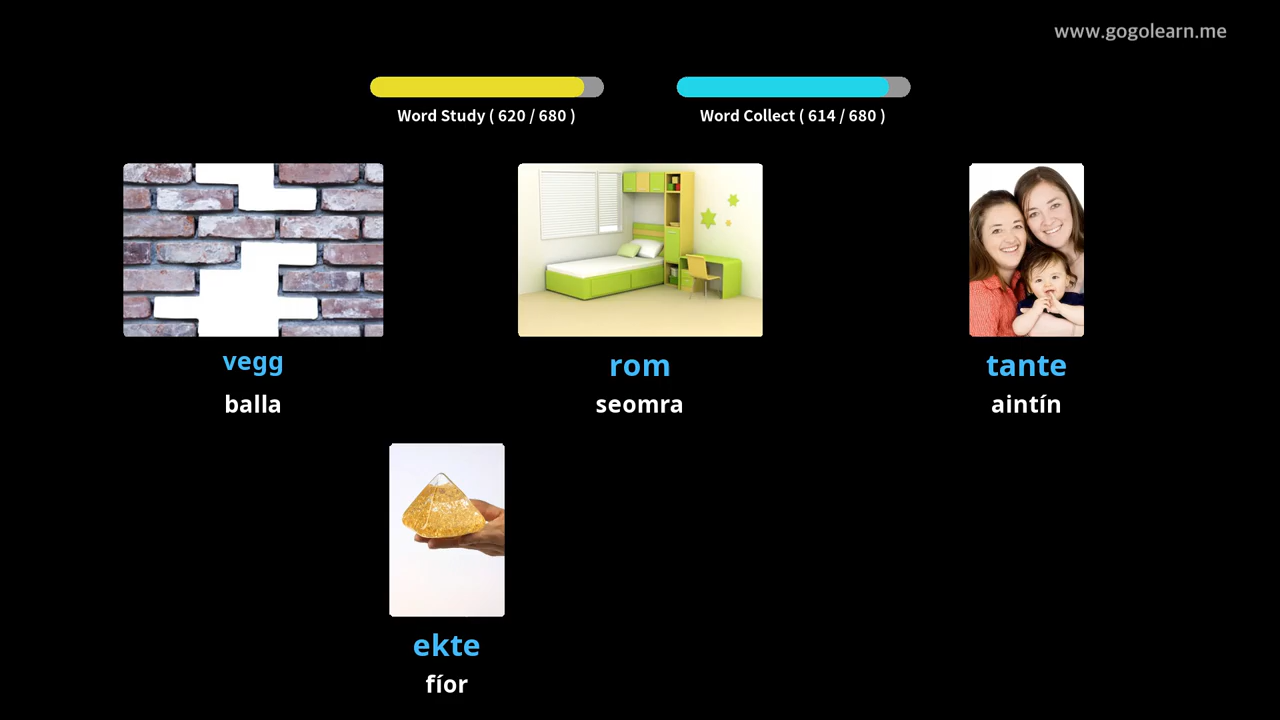 www.gogolearn.me
Word Study ( 620 / 680 )
Word Collect ( 614 / 680 )
vegg
balla
rom
seomra
tante
aintín
ekte
fíor